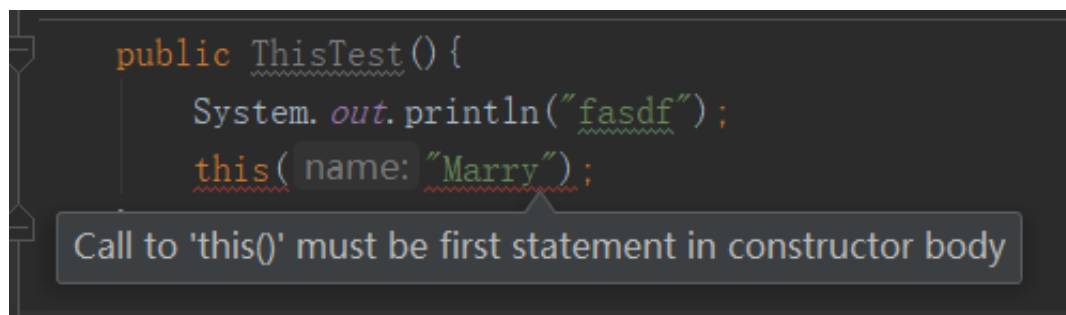 public ThisTest(){
System.out.println("fasdf");
this( name: "Marry");
Call to 'this()' must be first statement in constructor body